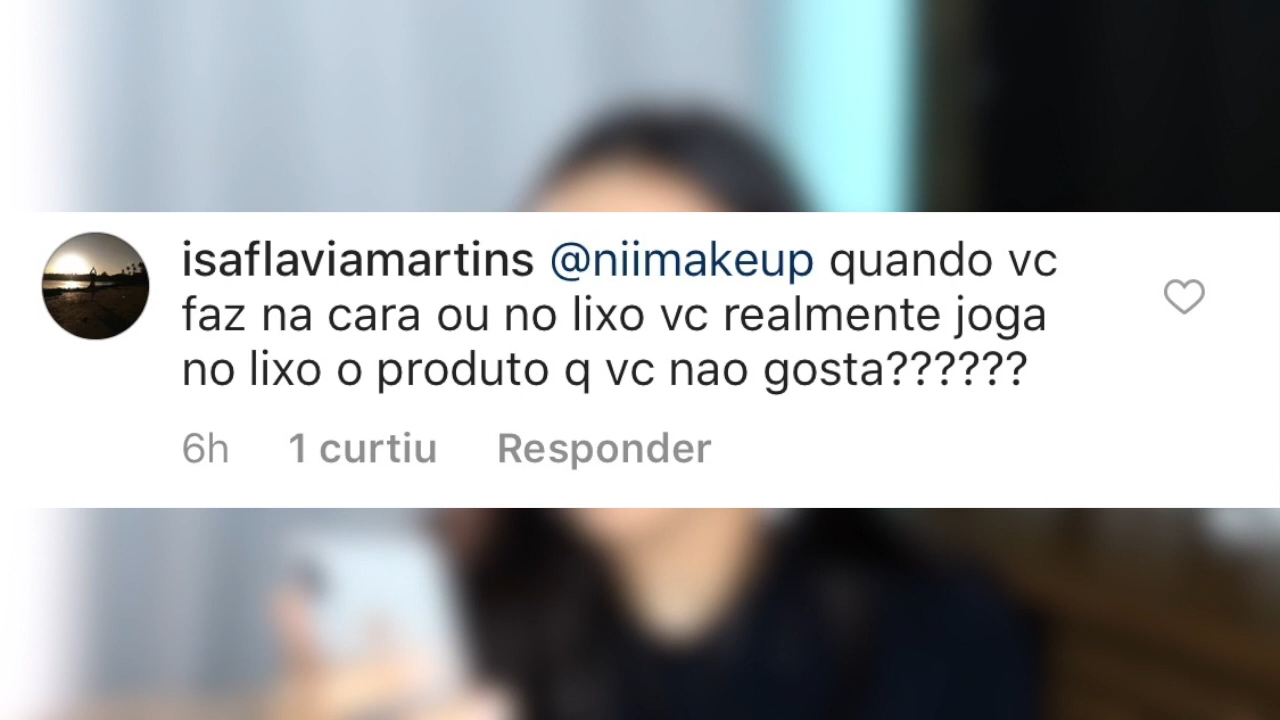 isaflaviamartins @niimakeup quando vc
faz na cara ou no lixo vc realmente joga
no lixo o produto q vc nao gosta??????
6h 1 curtiu Responder